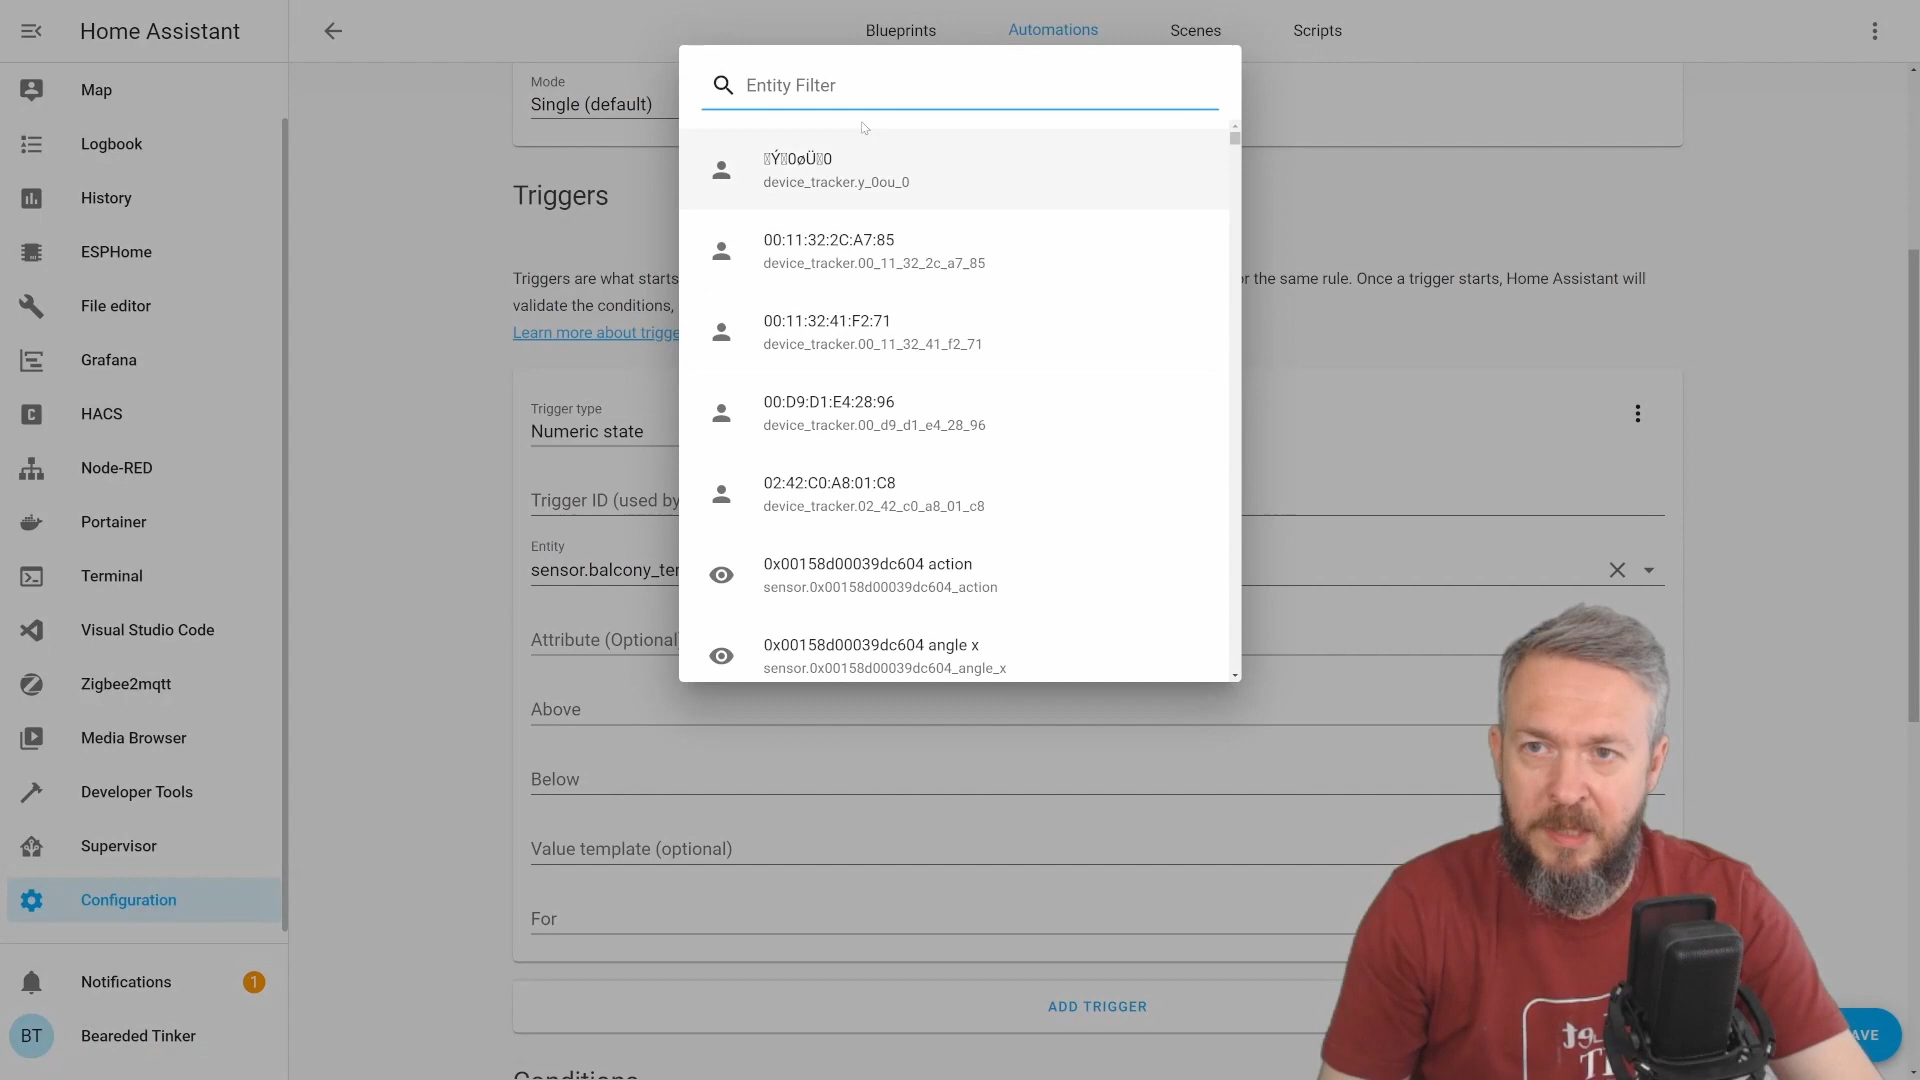 Home Assistant
Blueprints
Automations
Scenes
Scripts
Map
Logbook
History
ESPHome
File editor
Grafana
HACS
Node-RED
Portainer
Terminal
Visual Studio Code
Zigbee2mqtt
Media Browser
Developer Tools
Supervisor
Configuration
Notifications
1
BT
Bearded Tinker
Mode
Single (default)
Triggers
Triggers are what starts
or the same rule. Once a trigger starts, Home Assistant will
validate the conditions,
Learn more about trigge
Trigger type
Numeric state
Trigger ID (used by
Entity
sensor.balcony_ter
Attribute (Optional)
Above
Below
Value template (optional)
For
ADD TRIGGER
Conditions
AVE
Entity Filter
device_tracker.y_0ou_0
00:11:32:2C:A7:85
device_tracker.00_11_32_2c_a7_85
00:11:32:41:F2:71
device_tracker.00_11_32_41_f2_71
00:D9:D1:E4:28:96
device_tracker.00_d9_d1_e4_28_96
02:42:C0:A8:01:C8
device_tracker.02_42_c0_a8_01_c8
0x00158d00039dc604 action
sensor.0x00158d00039dc604_action
0x00158d00039dc604 angle x
sensor.0x00158d00039dc604_angle_x